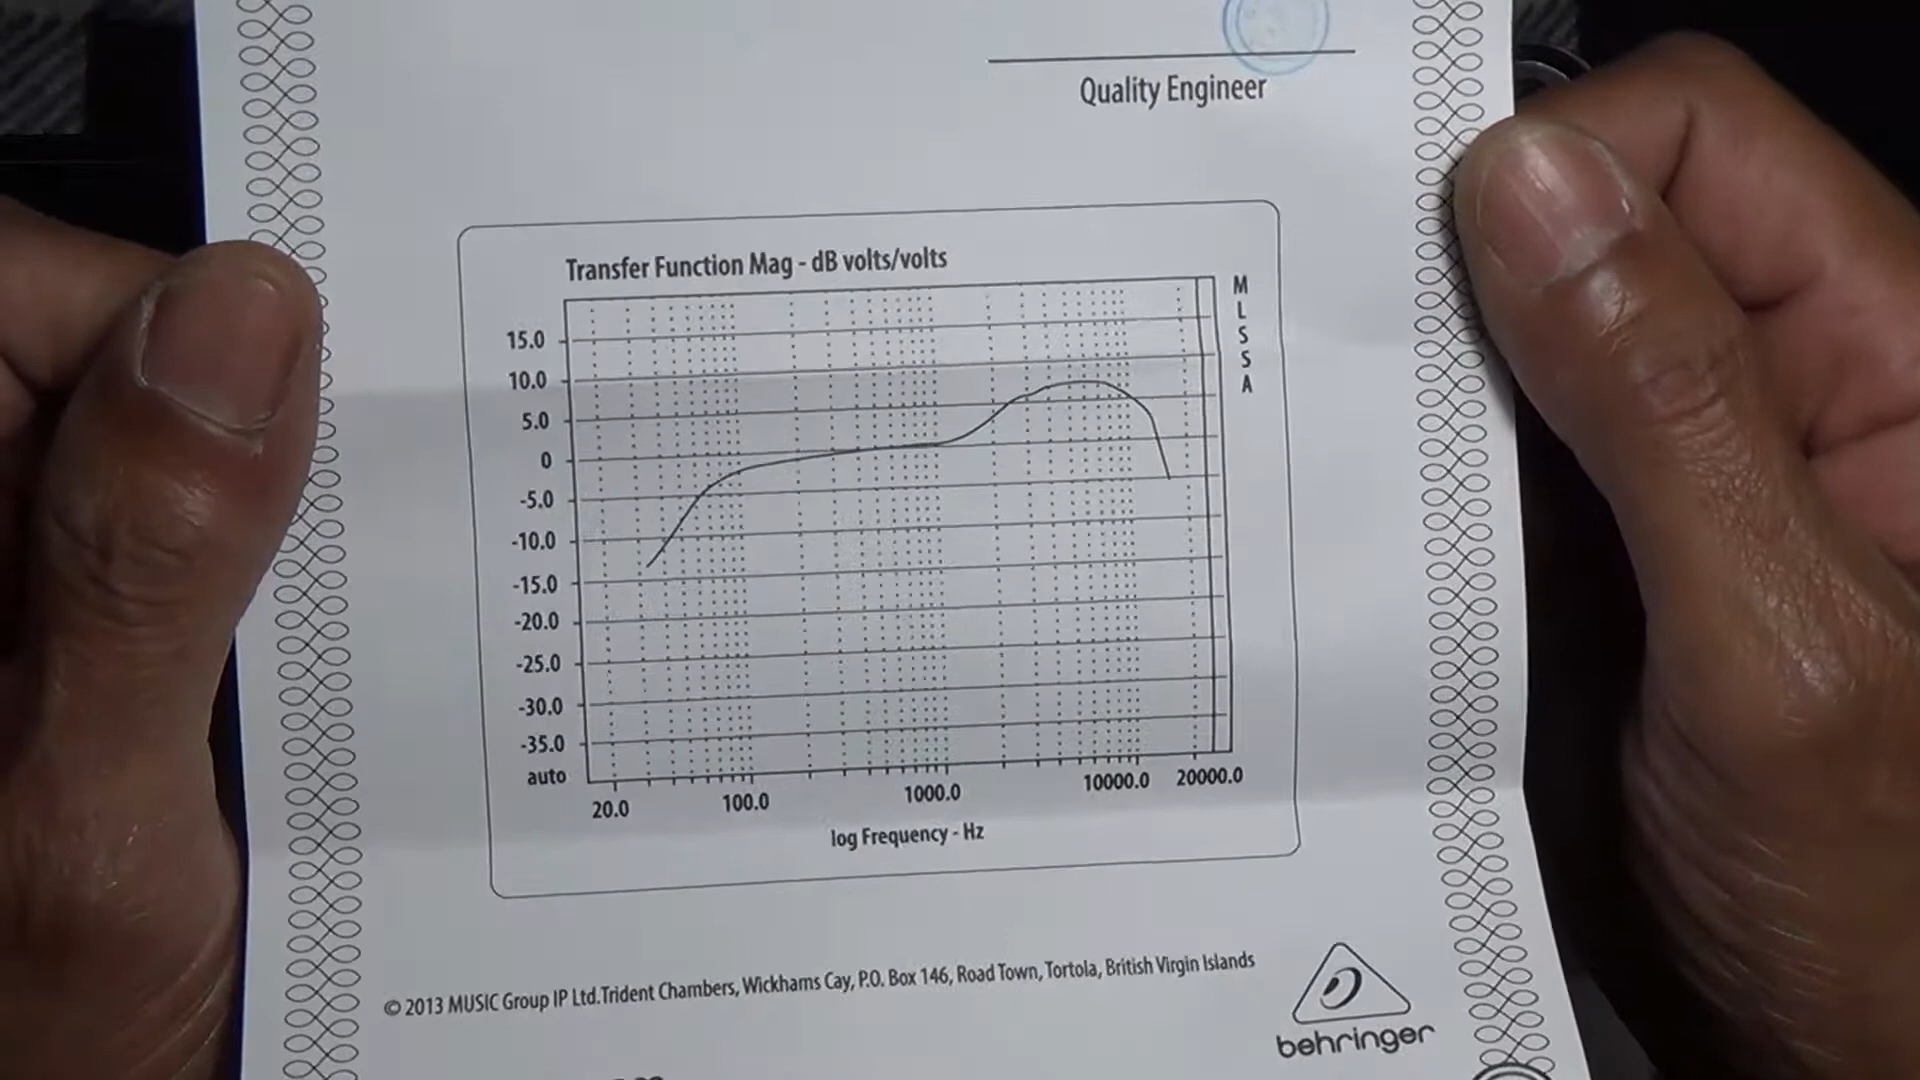 Quality Engineer
Transfer Function Mag - dB volts/volts
M
L
S
S
A
15.0
10.0
5.0
0
-5.0
-10.0
-15.0
-20.0
-25.0
-30.0
-35.0
auto
20.0 100.0 1000.0 10000.0 20000.0
log Frequency - Hz
© 2013 MUSIC Group IP Ltd.Trident Chambers, Wickhams Cay, P.O. Box 146, Road Town, Tortola, British Virgin Islands
behringer